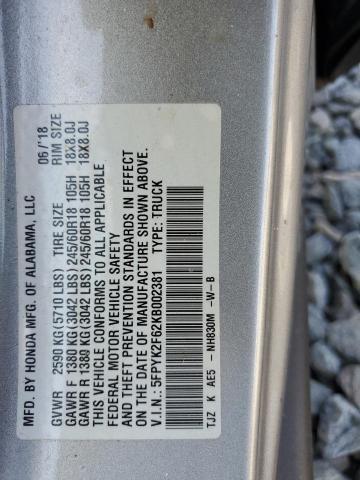 MFD. BY HONDA MFG. OF ALABAMA, LLC 06/'18
GVWR 2590 KG (5710 LBS) TIRE SIZE RIM SIZE
GAWR F 1380 KG (3042 LBS) 245/60R18 105H 18X8.0J
GAWR R 1380 KG (3042 LBS) 245/60R18 105H 18X8.0J
THIS VEHICLE CONFORMS TO ALL APPLICABLE
FEDERAL MOTOR VEHICLE SAFETY
AND THEFT PREVENTION STANDARDS IN EFFECT
ON THE DATE OF MANUFACTURE SHOWN ABOVE.
V.I.N.: 5FPYK2F62KB002381 TYPE: TRUCK
TJZ K AE5 - NH830M -W-B